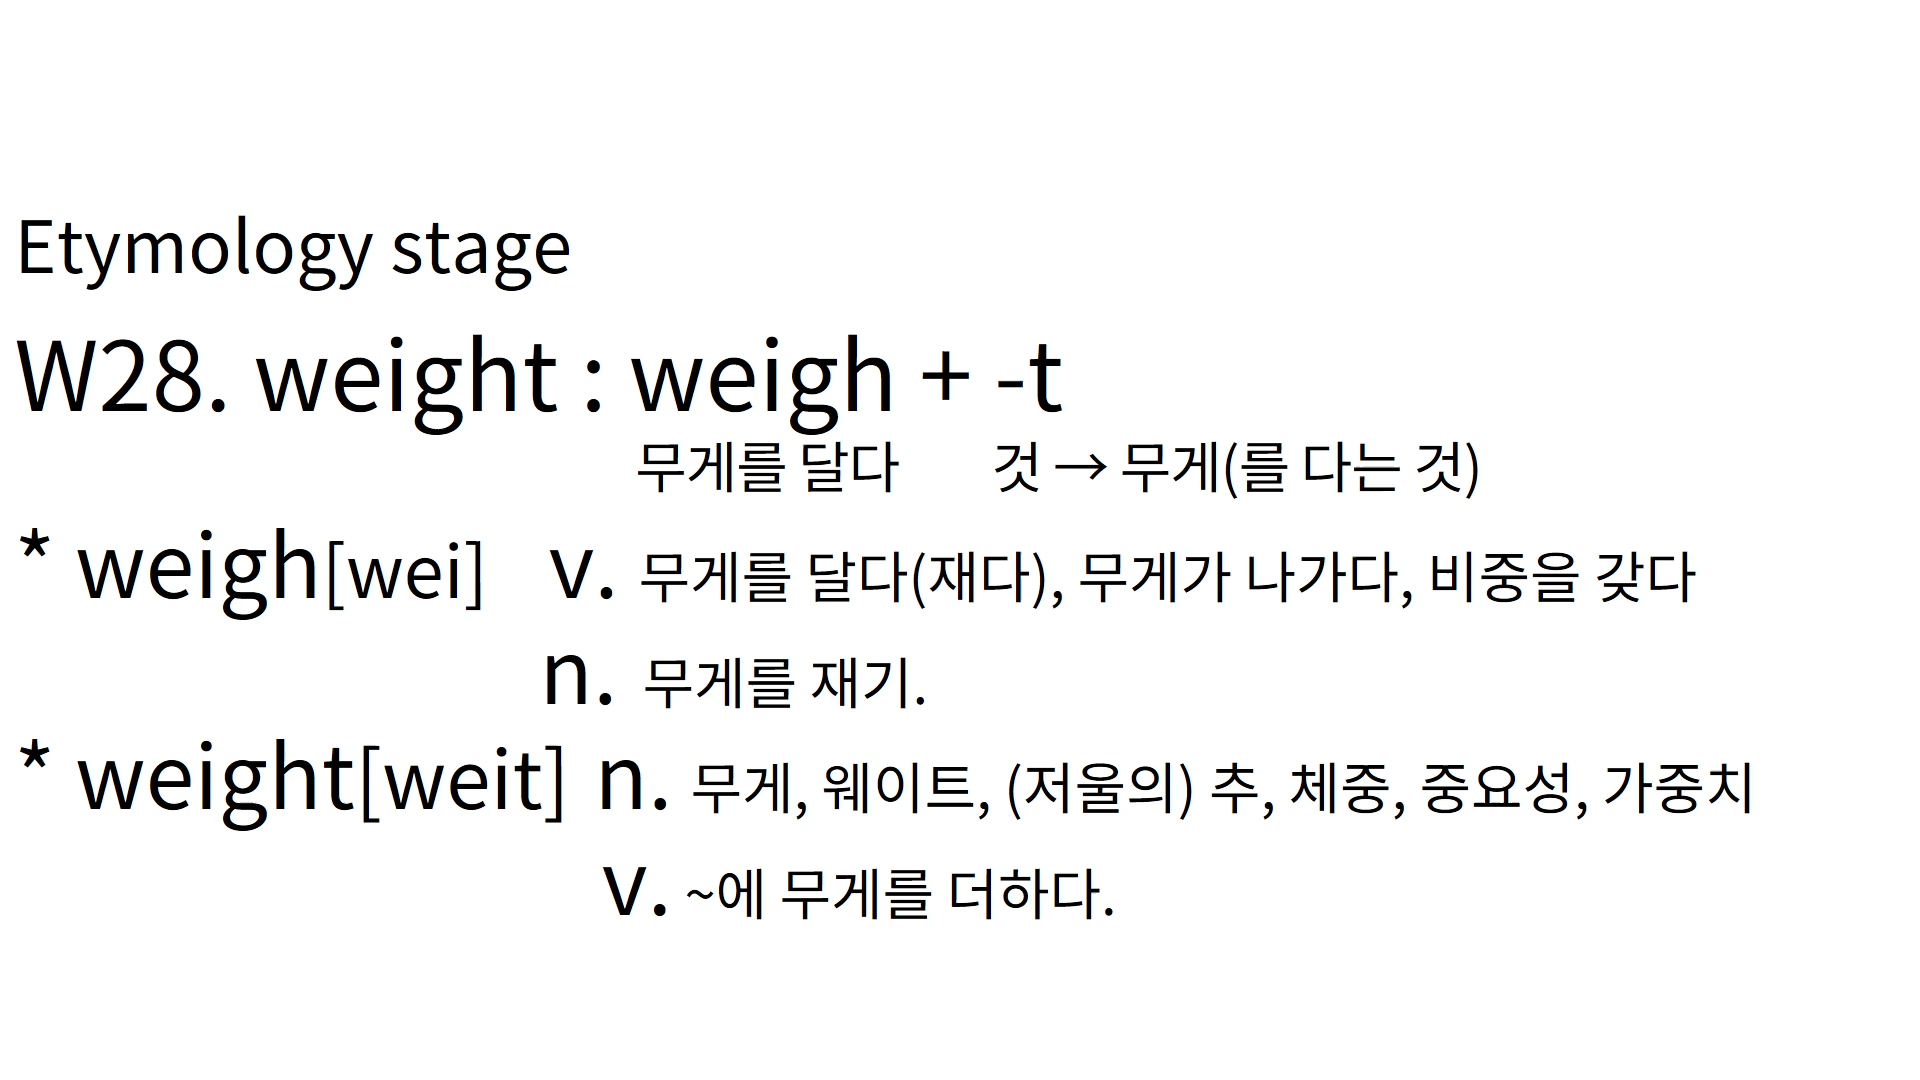 Etymology stage
W28. weight : weigh + -t
무게를 달다 것 → 무게(를 다는 것)
* weigh[wei] v. 무게를 달다(재다), 무게가 나가다, 비중을 갖다
n. 무게를 재기.
* weight[weit] n. 무게, 웨이트, (저울의) 추, 체중, 중요성, 가중치
v. ~에 무게를 더하다.